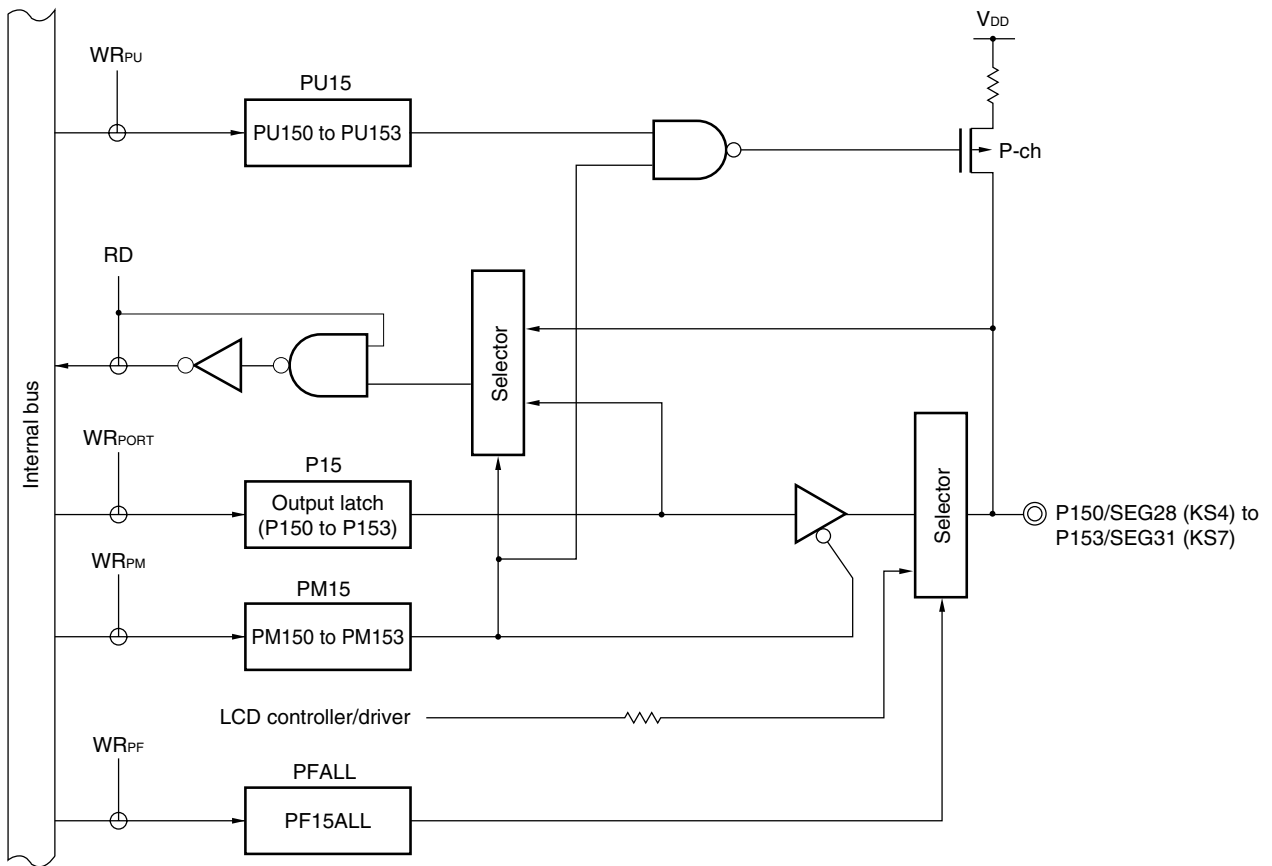 VDD
WRPU
PU15
PU150 to PU153
P-ch
RD
Selector
Internal bus
WRPORT
P15
Output latch
(P150 to P153)
Selector
P150/SEG28 (KS4) to
P153/SEG31 (KS7)
WRPM
PM15
PM150 to PM153
LCD controller/driver
WRPF
PFALL
PF15ALL